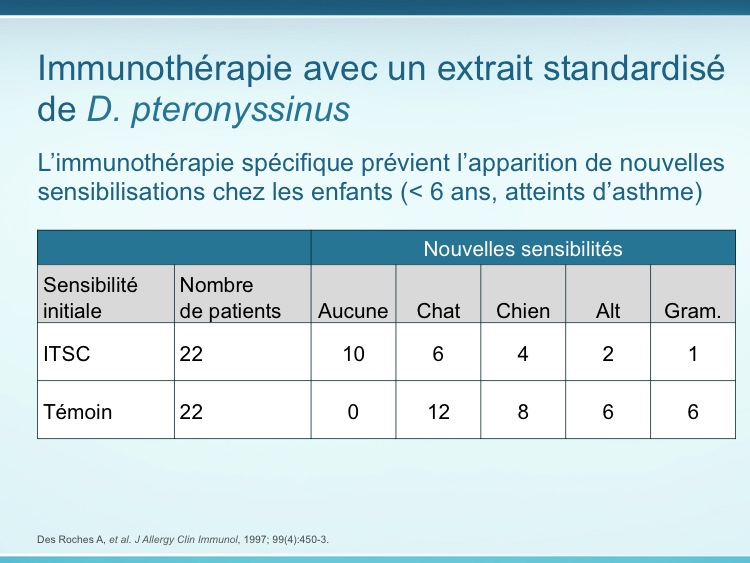 Immunothérapie avec un extrait standardisé
de D. pteronyssinus
L’immunothérapie spécifique prévient l’apparition de nouvelles
sensibilisations chez les enfants (< 6 ans, atteints d’asthme)
Nouvelles sensibilités
Sensibilité initiale Nombre de patients Aucune Chat Chien Alt Gram.
ITSC 22 10 6 4 2 1
Témoin 22 0 12 8 6 6
Des Roches A, et al. J Allergy Clin Immunol, 1997; 99(4):450-3.